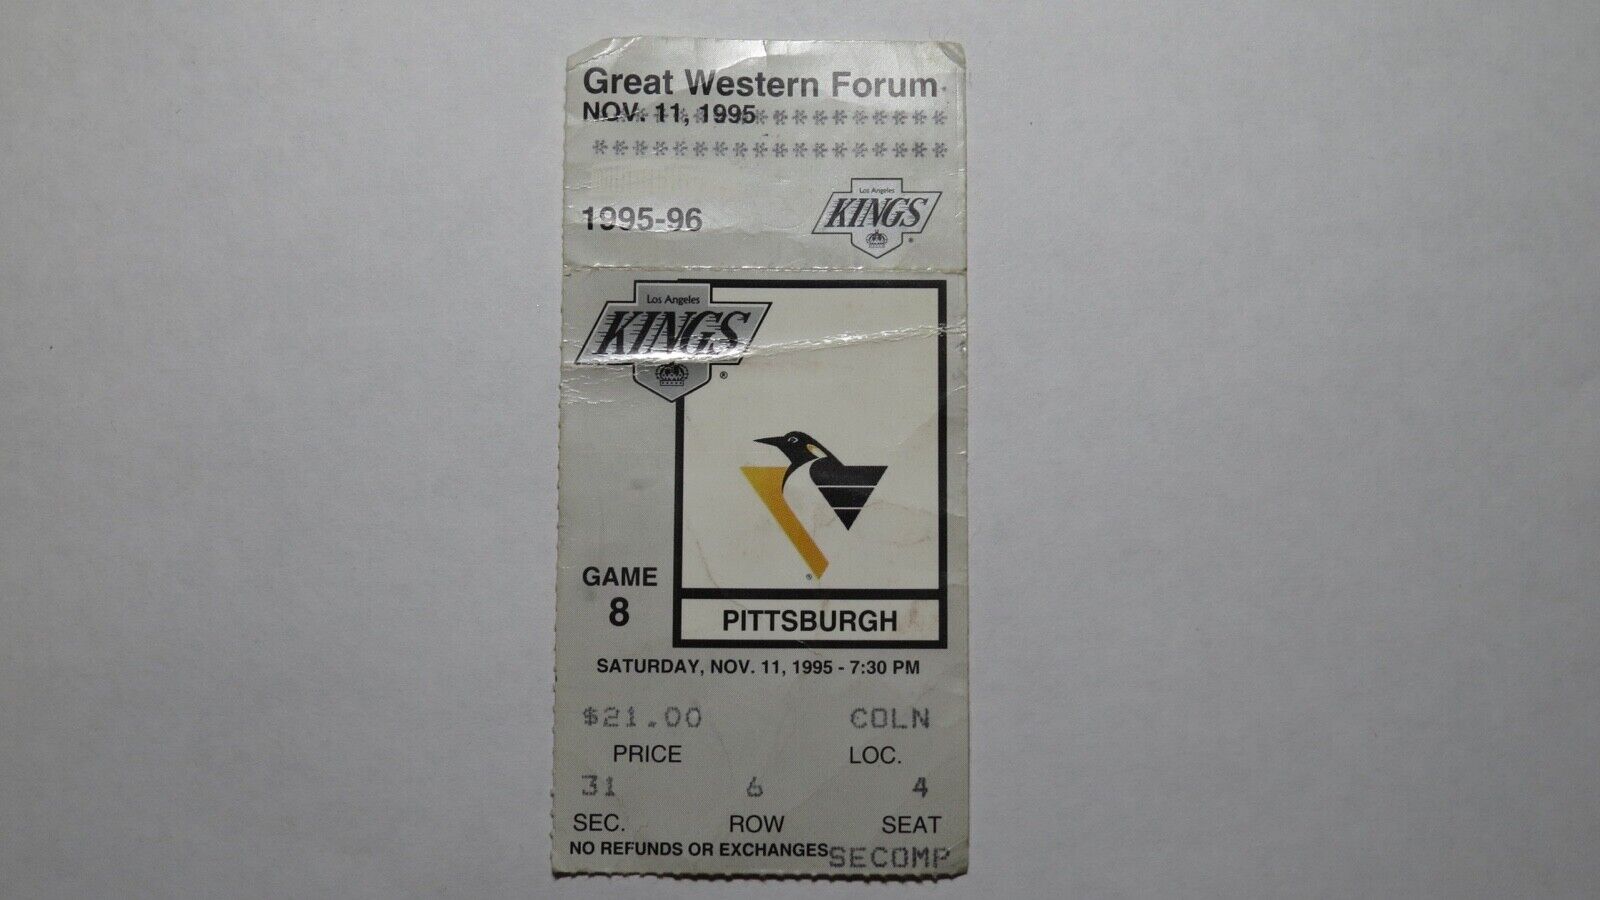 Great Western Forum
NOV. 11, 1995
******************
1995-96
Los Angeles
KINGS
®
Los Angeles
KINGS
®
®
GAME
8
PITTSBURGH
SATURDAY, NOV. 11, 1995 - 7:30 PM
$21.00 COLN
PRICE LOC.
31 6 4
SEC. ROW SEAT
NO REFUNDS OR EXCHANGES SECOMP